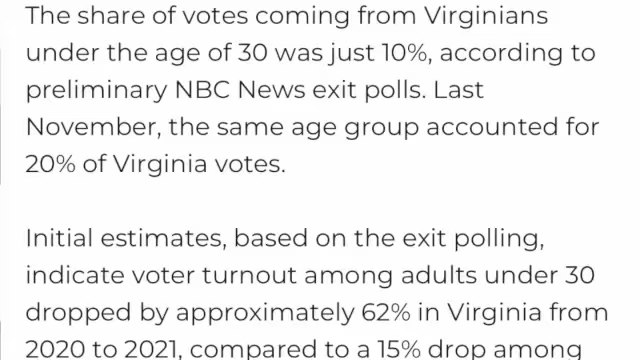 The share of votes coming from Virginians
under the age of 30 was just 10%, according to
preliminary NBC News exit polls. Last
November, the same age group accounted for
20% of Virginia votes.
Initial estimates, based on the exit polling,
indicate voter turnout among adults under 30
dropped by approximately 62% in Virginia from
2020 to 2021, compared to a 15% drop among